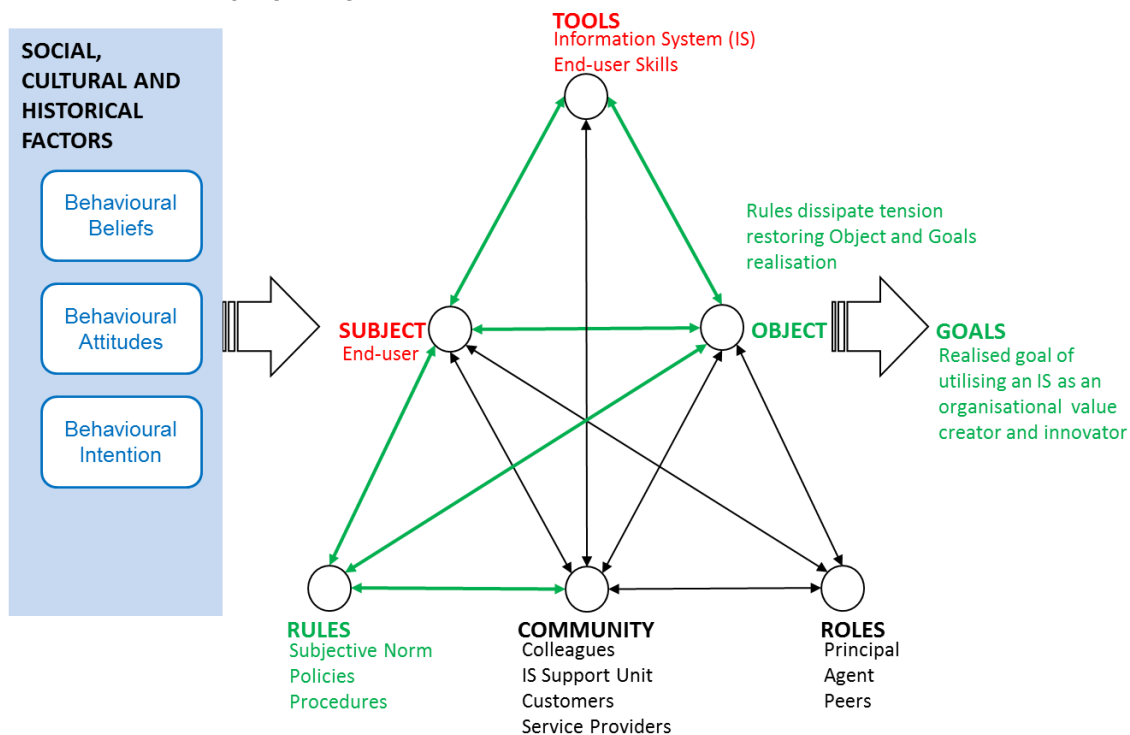 SOCIAL,
CULTURAL AND
HISTORICAL
FACTORS
Behavioural
Beliefs
Behavioural
Attitudes
Behavioural
Intention
TOOLS
Information System (IS)
End-user Skills
Rules dissipate tension
restoring Object and Goals
realisation
SUBJECT
End-user
OBJECT
GOALS
Realised goal of
utilising an IS as an
organisational value
creator and innovator
RULES
Subjective Norm
Policies
Procedures
COMMUNITY
Colleagues
IS Support Unit
Customers
Service Providers
ROLES
Principal
Agent
Peers